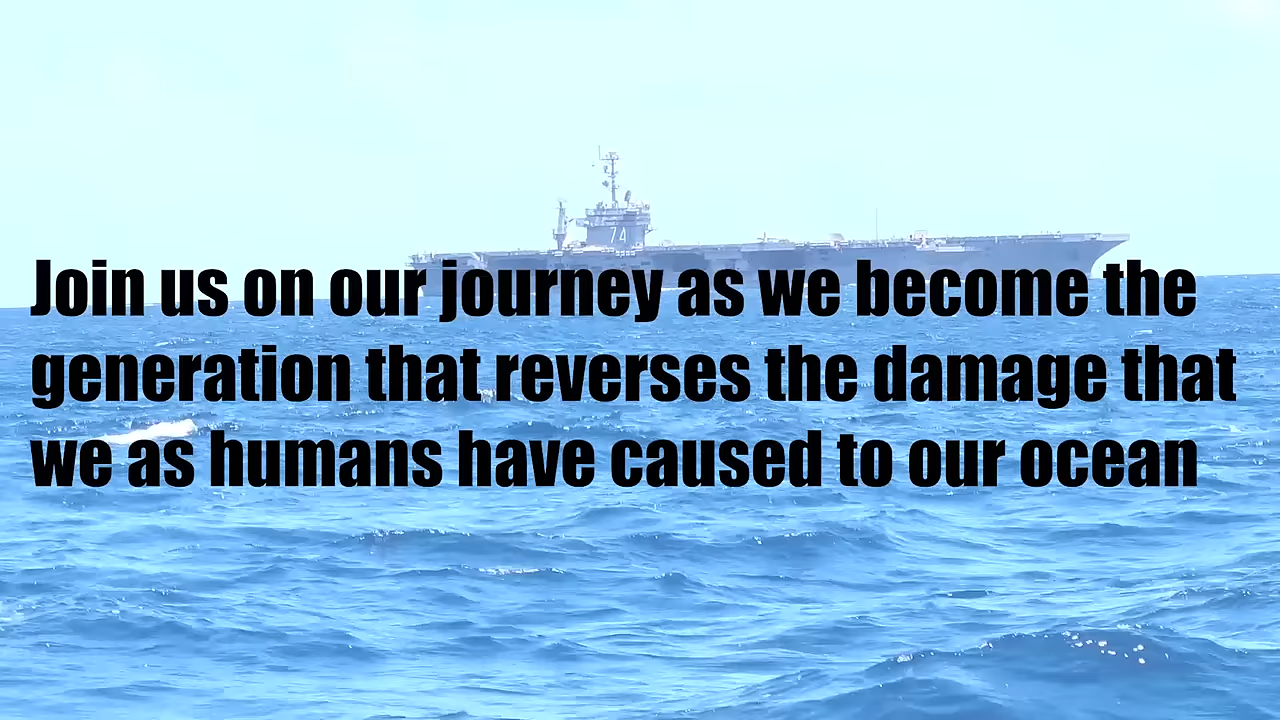 74
Join us on our journey as we become the
generation that reverses the damage that
we as humans have caused to our ocean